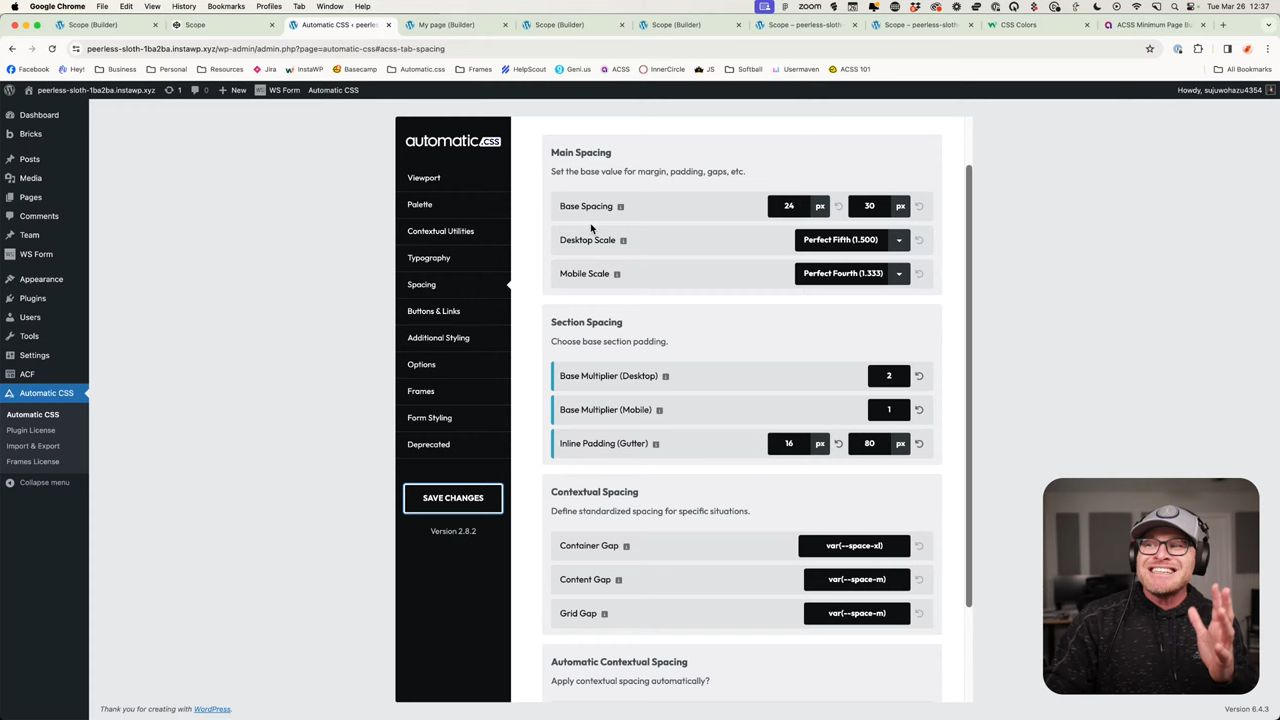 Google Chrome File Edit View History Bookmarks Profiles Tab Window Help zoom Tue Mar 26 12:37
Scope (Builder) Scope Automatic CSS ‹ peerless My page (Builder) Scope (Builder) Scope (Builder) Scope – peerless-sloth Scope – peerless-sloth CSS Colors ACSS Minimum Page B
peerless-sloth-1ba2ba.instawp.xyz/wp-admin/admin.php?page=automatic-css#acss-tab-spacing
Facebook Hey! Business Personal Resources Jira InstaWP Basecamp Automatic.css Frames HelpScout Geni.us ACSS InnerCircle JS Softball Usermaven ACSS 101 All Bookmarks
peerless-sloth-1ba2ba.instawp.xyz 1 0 New WS Form Automatic CSS Howdy, sujuwohazu4354
Dashboard
Bricks
Posts
Media
Pages
Comments
Team
WS Form
Appearance
Plugins
Users
Tools
Settings
ACF
Automatic CSS
Automatic CSS
Plugin License
Import & Export
Frames License
Collapse menu
automatic.css
Viewport
Palette
Contextual Utilities
Typography
Spacing
Buttons & Links
Additional Styling
Options
Frames
Form Styling
Deprecated
SAVE CHANGES
Version 2.8.2
Main Spacing
Set the base value for margin, padding, gaps, etc.
Base Spacing 24 px 30 px
Desktop Scale Perfect Fifth (1.500)
Mobile Scale Perfect Fourth (1.333)
Section Spacing
Choose base section padding.
Base Multiplier (Desktop) 2
Base Multiplier (Mobile) 1
Inline Padding (Gutter) 16 px 80 px
Contextual Spacing
Define standardized spacing for specific situations.
Container Gap var(--space-xl)
Content Gap var(--space-m)
Grid Gap var(--space-m)
Automatic Contextual Spacing
Apply contextual spacing automatically?
Thank you for creating with WordPress. Version 6.4.3